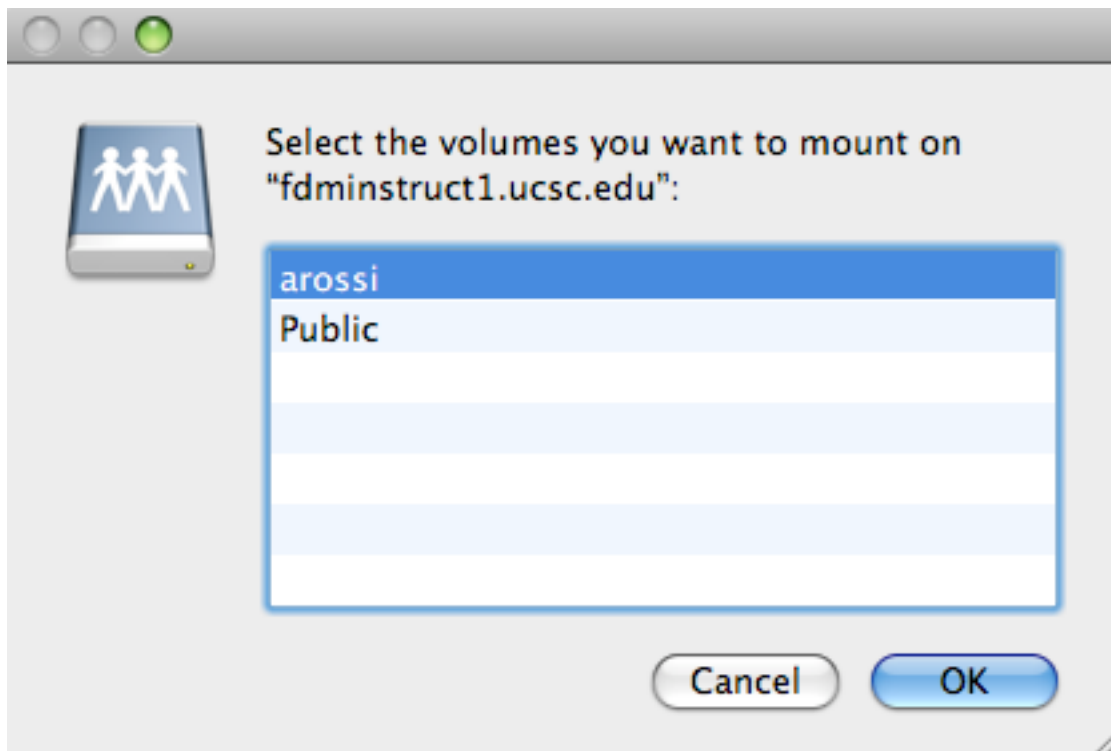 Select the volumes you want to mount on
“fdminstruct1.ucsc.edu”:
arossi
Public
Cancel
OK